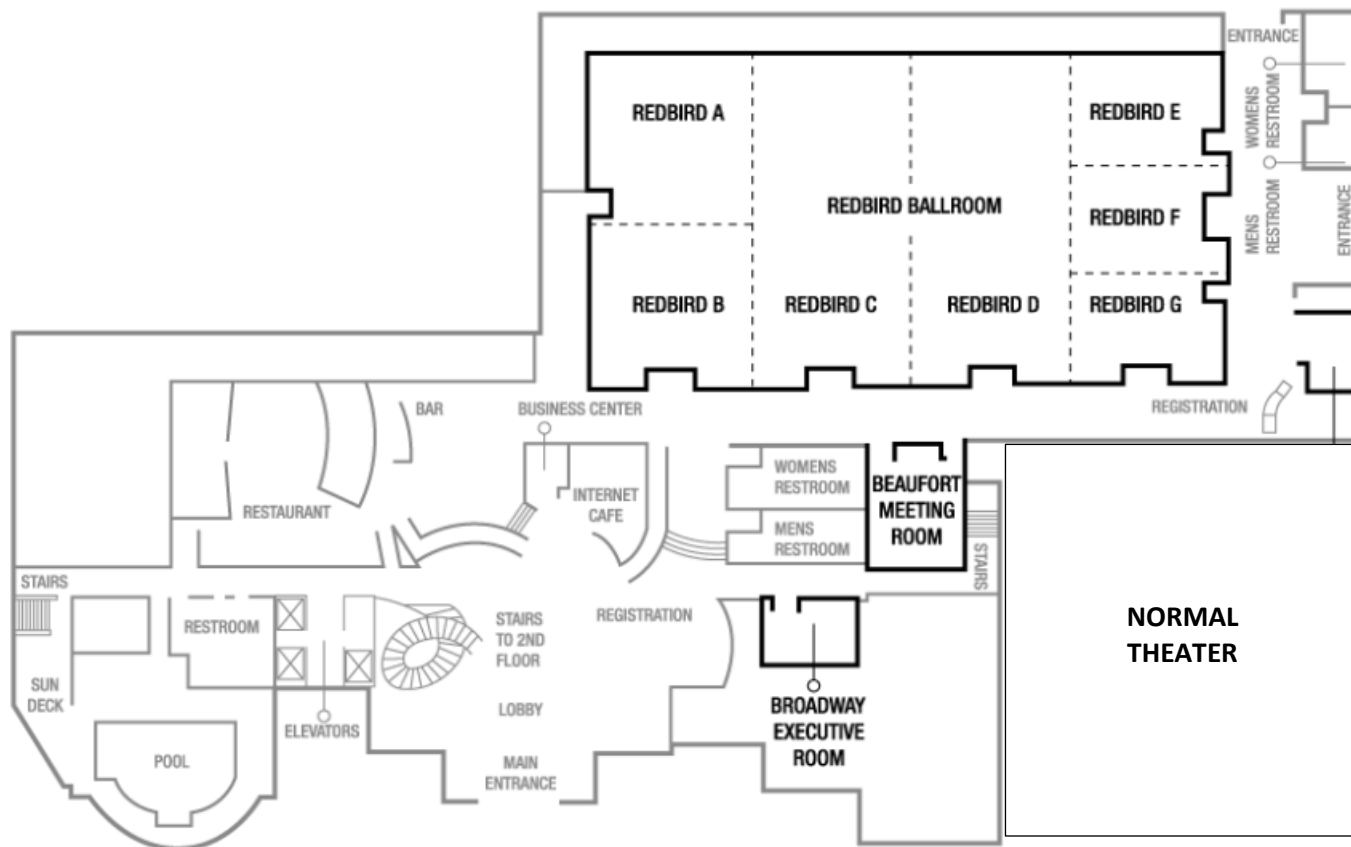 ENTRANCE
WOMENS
RESTROOM
MENS
RESTROOM
ENTRANCE
REDBIRD A
REDBIRD E
REDBIRD BALLROOM
REDBIRD F
REDBIRD B
REDBIRD C
REDBIRD D
REDBIRD G
BAR
BUSINESS CENTER
REGISTRATION
RESTAURANT
INTERNET
CAFE
WOMENS
RESTROOM
MENS
RESTROOM
BEAUFORT
MEETING
ROOM
STAIRS
STAIRS
RESTROOM
STAIRS
TO 2ND
FLOOR
REGISTRATION
NORMAL
THEATER
SUN
DECK
LOBBY
ELEVATORS
BROADWAY
EXECUTIVE
ROOM
POOL
MAIN
ENTRANCE